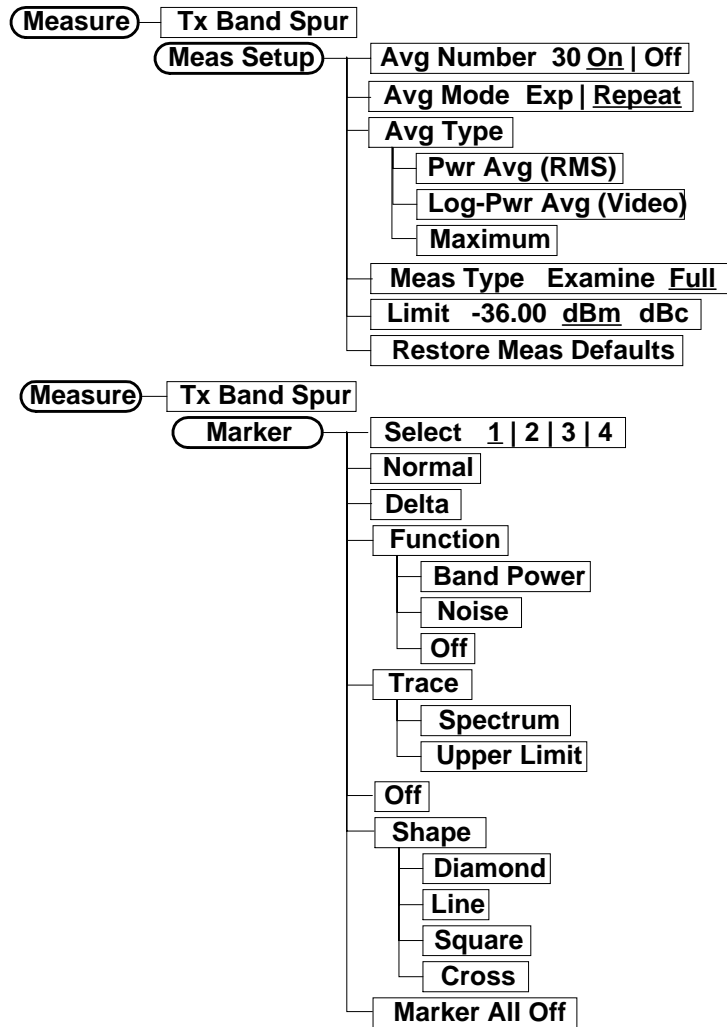 Measure Tx Band Spur
Meas Setup Avg Number 30 On | Off
Avg Mode Exp | Repeat
Avg Type
Pwr Avg (RMS)
Log-Pwr Avg (Video)
Maximum
Meas Type Examine Full
Limit -36.00 dBm dBc
Restore Meas Defaults
Measure Tx Band Spur
Marker Select 1 | 2 | 3 | 4
Normal
Delta
Function
Band Power
Noise
Off
Trace
Spectrum
Upper Limit
Off
Shape
Diamond
Line
Square
Cross
Marker All Off